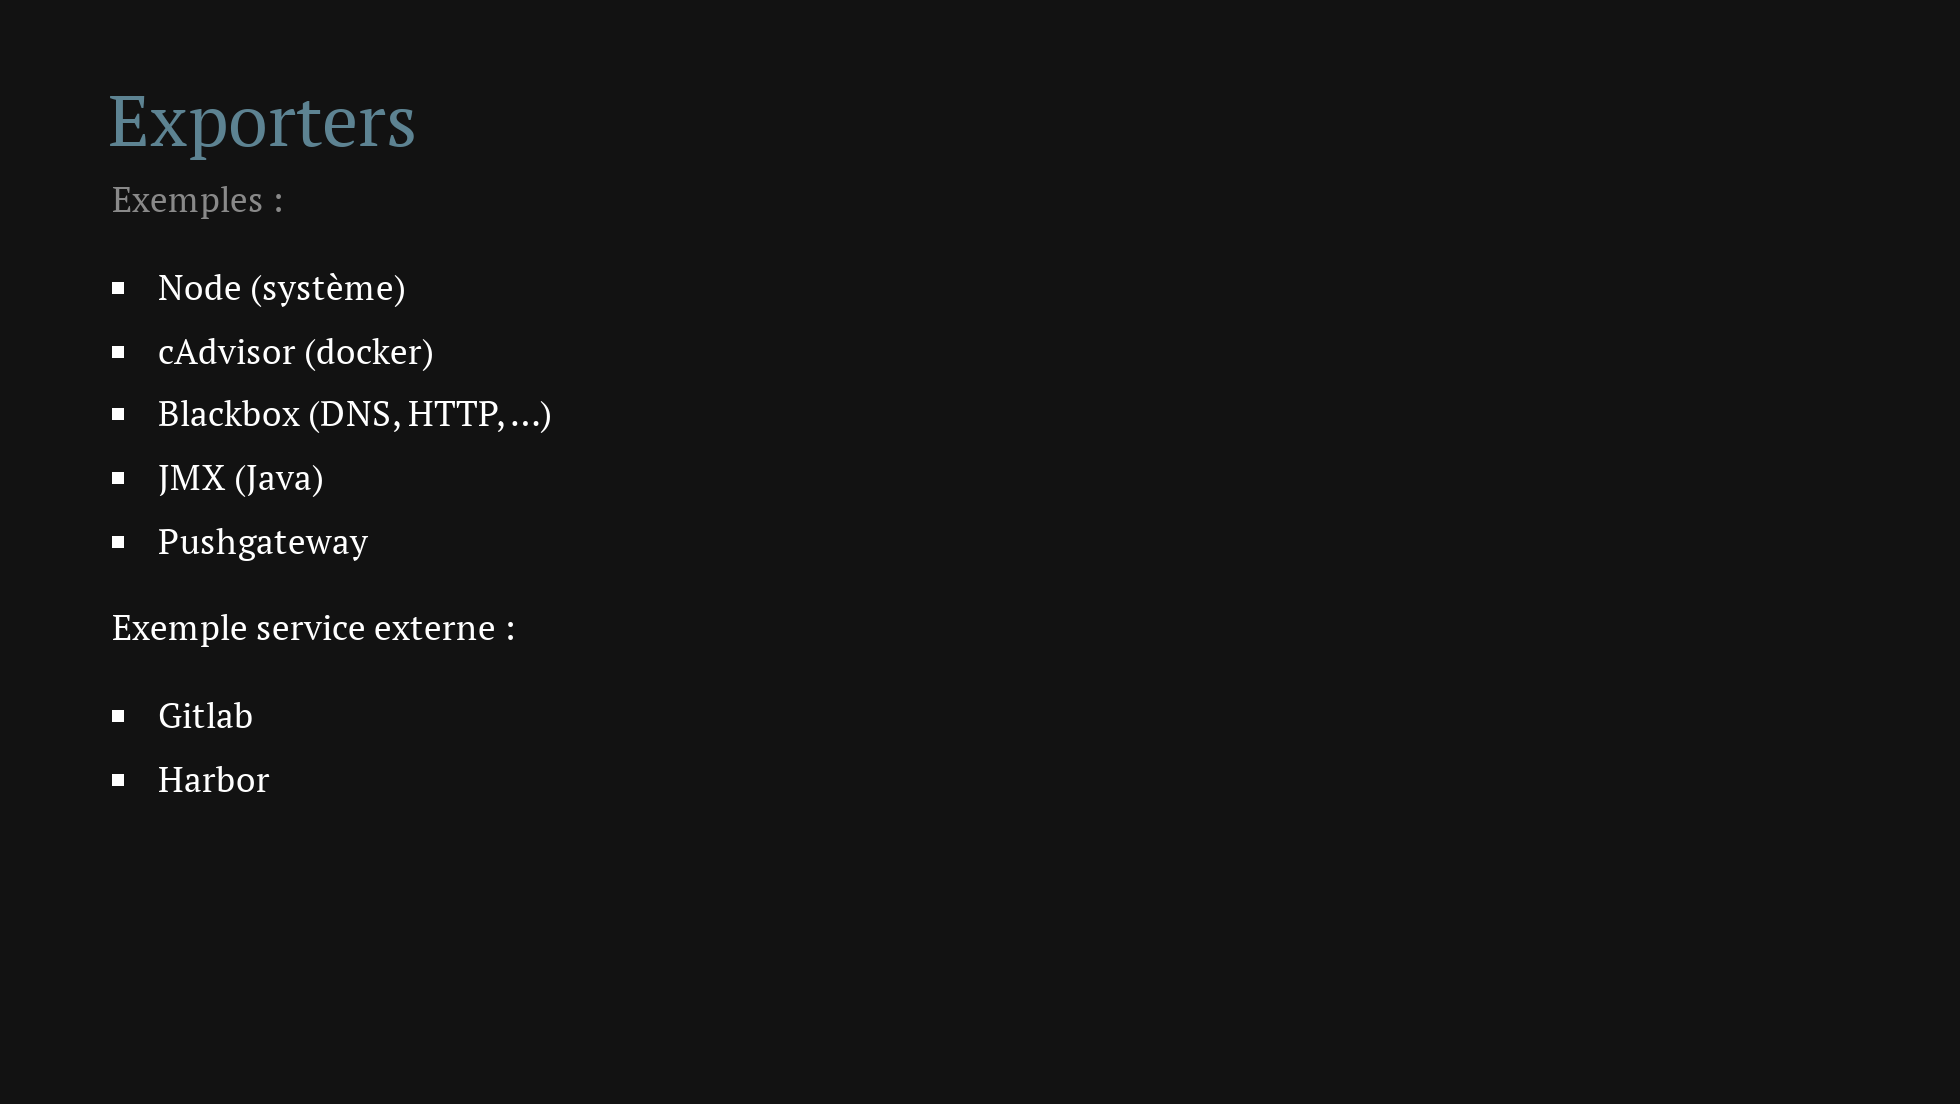 Exporters
Exemples :
Node (système)
cAdvisor (docker)
Blackbox (DNS, HTTP, ...)
JMX (Java)
Pushgateway
Exemple service externe :
Gitlab
Harbor